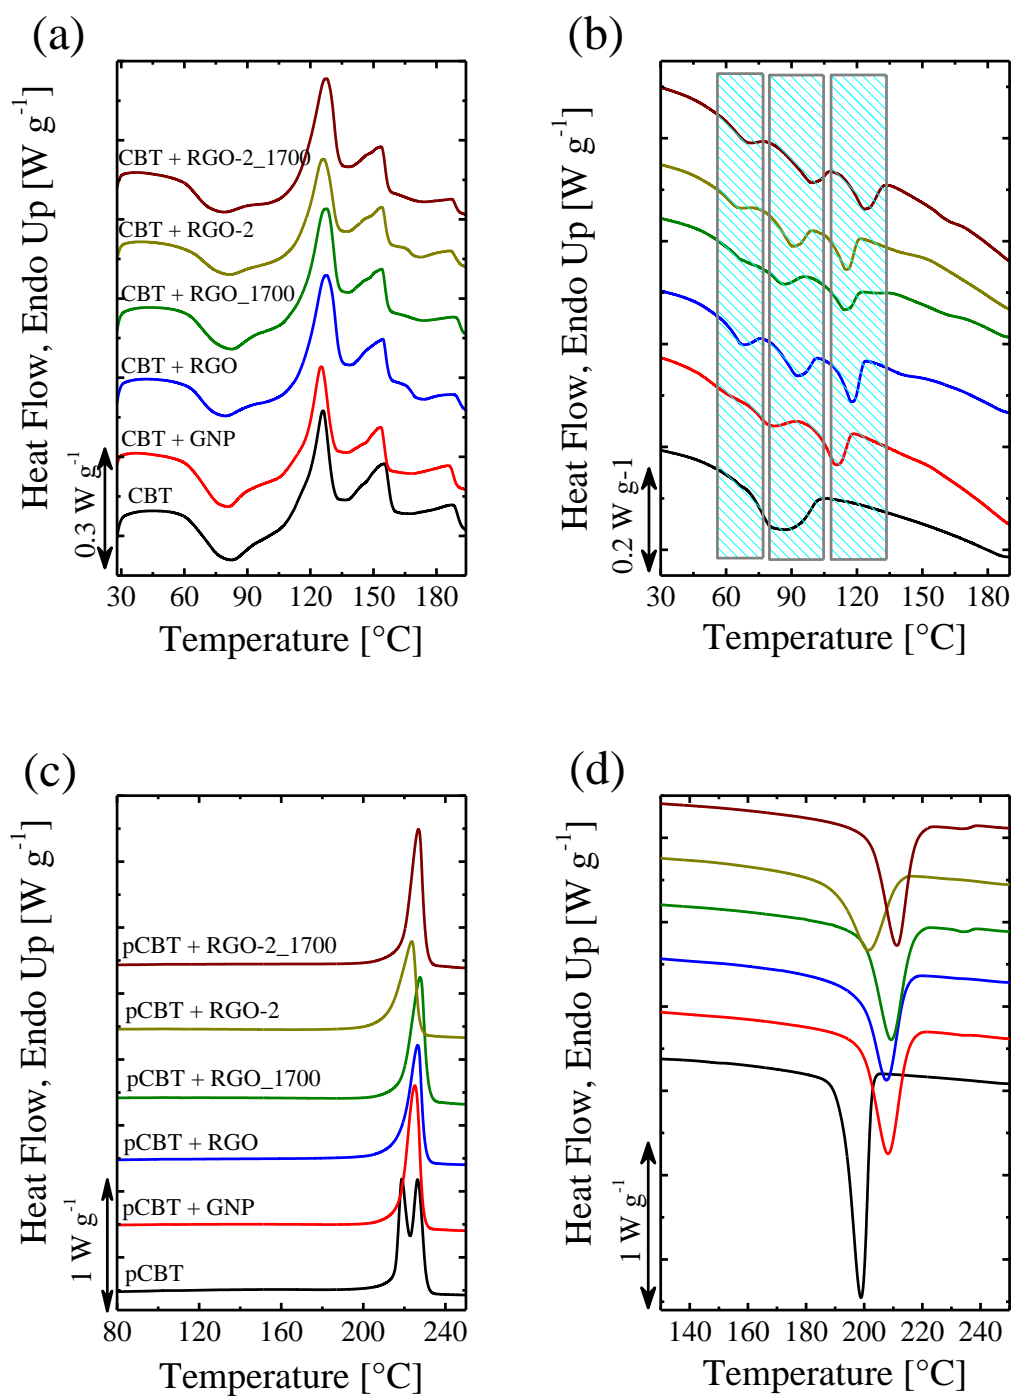 (a)
Heat Flow, Endo Up [W g-1]
CBT + RGO-2_1700
CBT + RGO-2
CBT + RGO_1700
CBT + RGO
CBT + GNP
CBT
0.3 W g-1
30 60 90 120 150 180
Temperature [°C]
(b)
Heat Flow, Endo Up [W g-1]
0.2 W g-1
30 60 90 120 150 180
Temperature [°C]
(c)
Heat Flow, Endo Up [W g-1]
pCBT + RGO-2_1700
pCBT + RGO-2
pCBT + RGO_1700
pCBT + RGO
pCBT + GNP
pCBT
1 W g-1
80 120 160 200 240
Temperature [°C]
(d)
Heat Flow, Endo Up [W g-1]
1 W g-1
140 160 180 200 220 240
Temperature [°C]